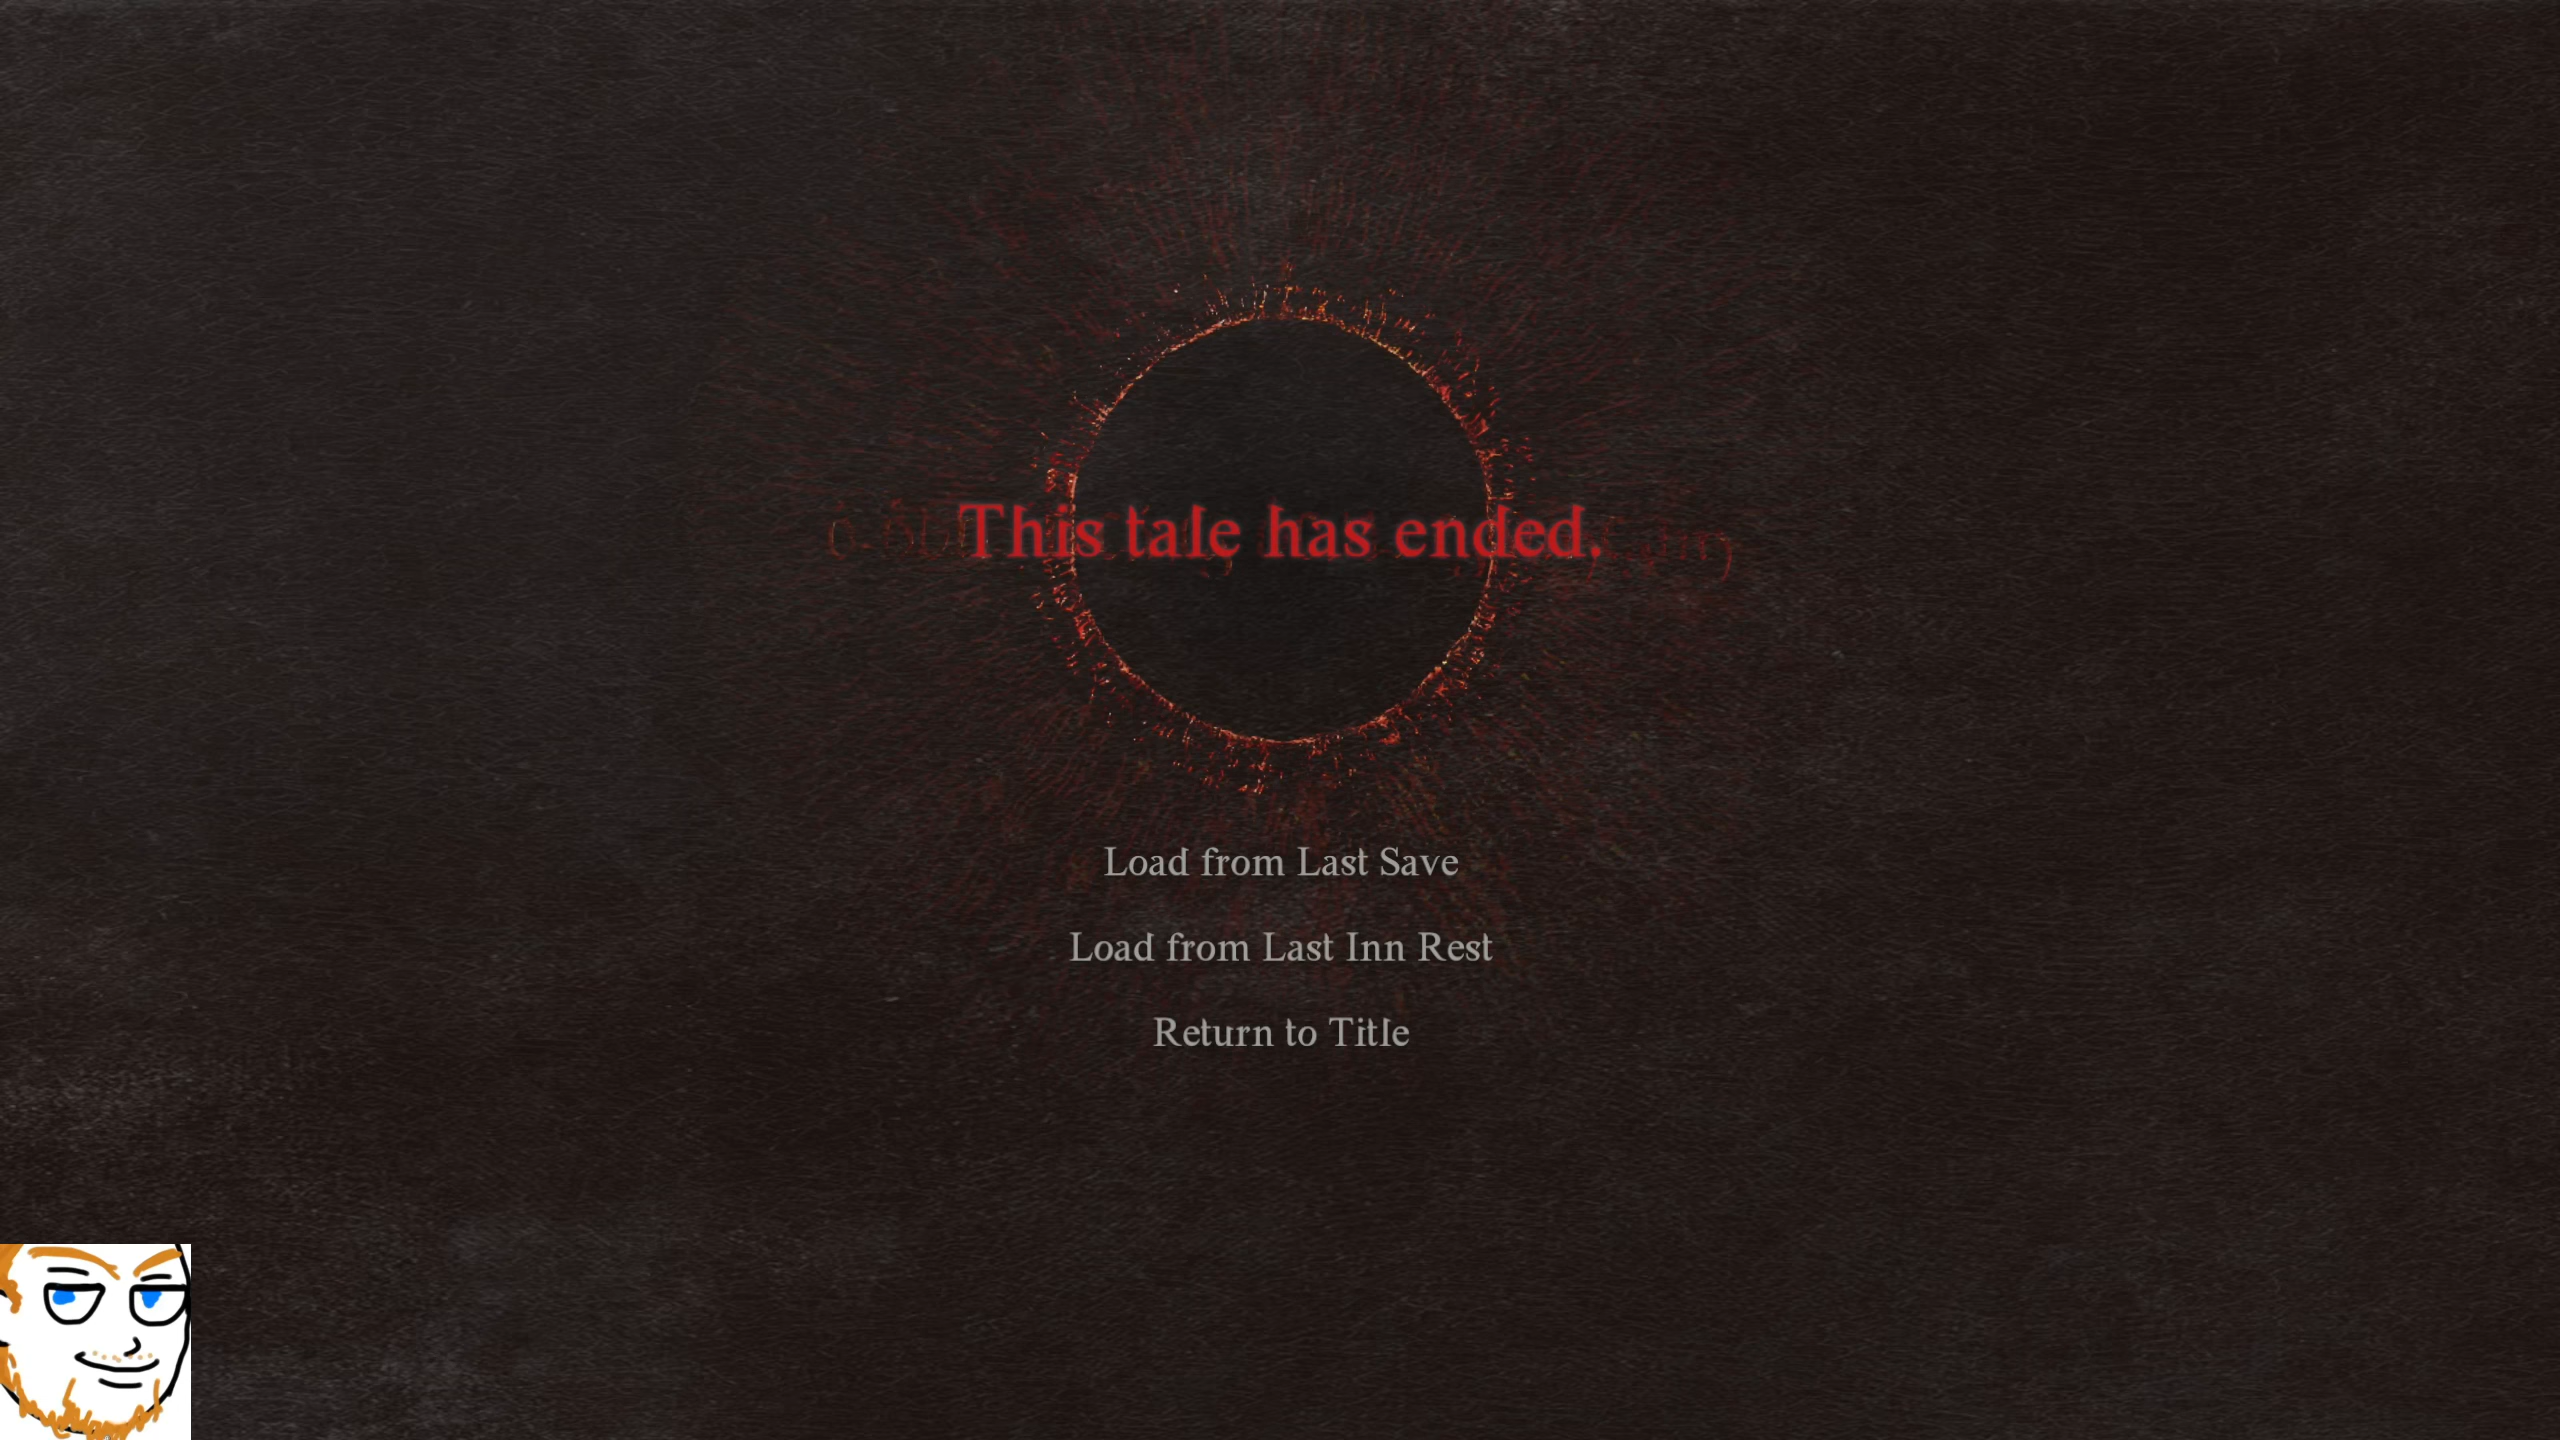 This tale has ended.
Load from Last Save
Load from Last Inn Rest
Return to Title